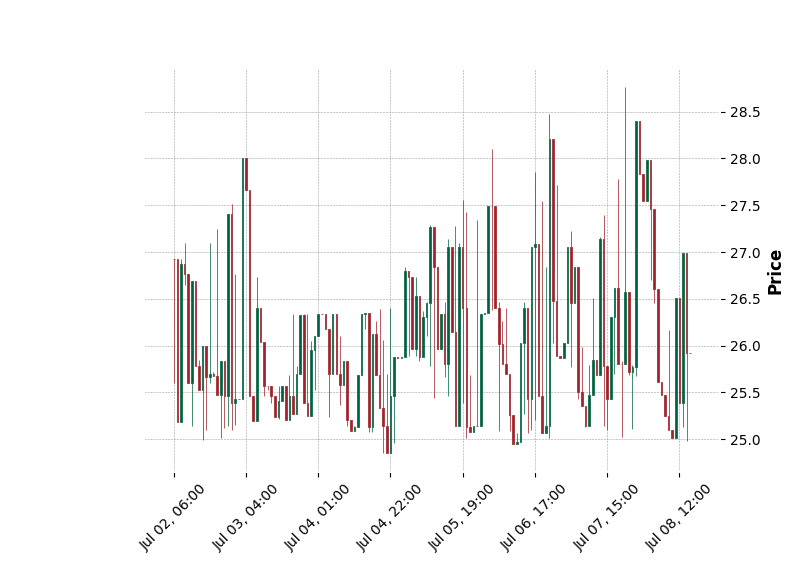 28.5
28.0
27.5
27.0
26.5
26.0
25.5
25.0
Price
Jul 02, 06:00
Jul 03, 04:00
Jul 04, 01:00
Jul 04, 22:00
Jul 05, 19:00
Jul 06, 17:00
Jul 07, 15:00
Jul 08, 12:00